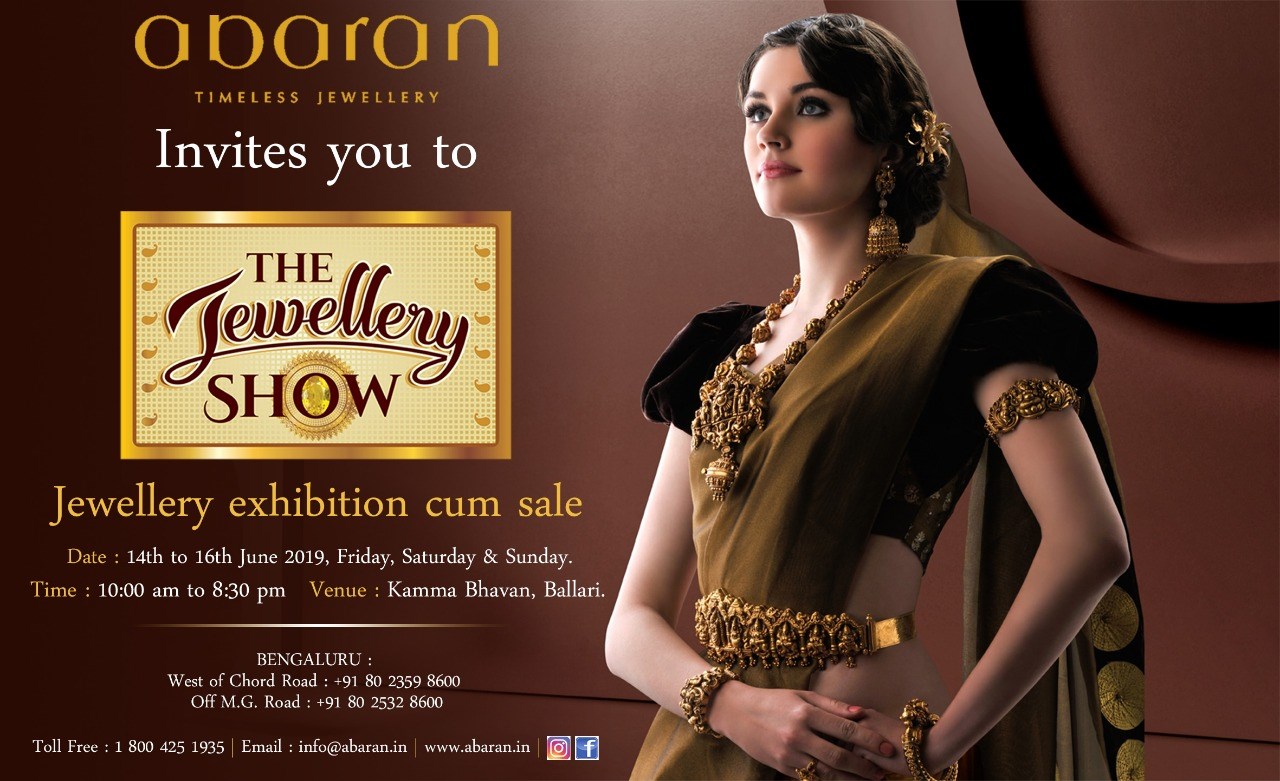 abaran
TIMELESS JEWELLERY
Invites you to
THE
Jewellery
SHOW
Jewellery exhibition cum sale
Date : 14th to 16th June 2019, Friday, Saturday & Sunday.
Time : 10:00 am to 8:30 pm Venue : Kamma Bhavan, Ballari.
BENGALURU :
West of Chord Road : +91 80 2359 8600
Off M.G. Road : +91 80 2532 8600
Toll Free : 1 800 425 1935 | Email : info@abaran.in | www.abaran.in |